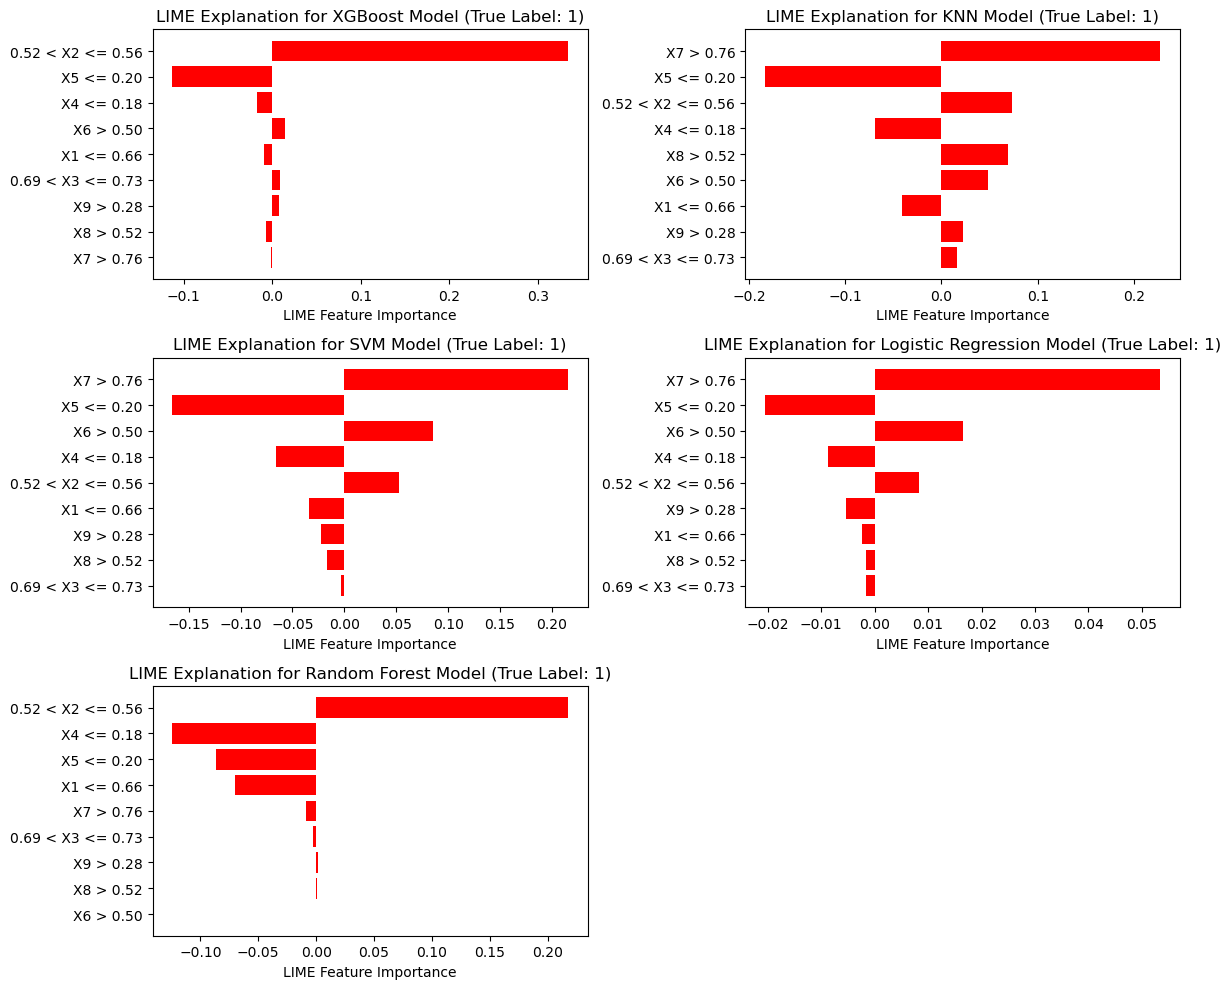 LIME Explanation for XGBoost Model (True Label: 1)
0.52 < X2 <= 0.56
X5 <= 0.20
X4 <= 0.18
X6 > 0.50
X1 <= 0.66
0.69 < X3 <= 0.73
X9 > 0.28
X8 > 0.52
X7 > 0.76
−0.1 0.0 0.1 0.2 0.3
LIME Feature Importance
LIME Explanation for KNN Model (True Label: 1)
X7 > 0.76
X5 <= 0.20
0.52 < X2 <= 0.56
X4 <= 0.18
X8 > 0.52
X6 > 0.50
X1 <= 0.66
X9 > 0.28
0.69 < X3 <= 0.73
−0.2 −0.1 0.0 0.1 0.2
LIME Feature Importance
LIME Explanation for SVM Model (True Label: 1)
X7 > 0.76
X5 <= 0.20
X6 > 0.50
X4 <= 0.18
0.52 < X2 <= 0.56
X1 <= 0.66
X9 > 0.28
X8 > 0.52
0.69 < X3 <= 0.73
−0.15 −0.10 −0.05 0.00 0.05 0.10 0.15 0.20
LIME Feature Importance
LIME Explanation for Logistic Regression Model (True Label: 1)
X7 > 0.76
X5 <= 0.20
X6 > 0.50
X4 <= 0.18
0.52 < X2 <= 0.56
X9 > 0.28
X1 <= 0.66
X8 > 0.52
0.69 < X3 <= 0.73
−0.02 −0.01 0.00 0.01 0.02 0.03 0.04 0.05
LIME Feature Importance
LIME Explanation for Random Forest Model (True Label: 1)
0.52 < X2 <= 0.56
X4 <= 0.18
X5 <= 0.20
X1 <= 0.66
X7 > 0.76
0.69 < X3 <= 0.73
X9 > 0.28
X8 > 0.52
X6 > 0.50
−0.10 −0.05 0.00 0.05 0.10 0.15 0.20
LIME Feature Importance